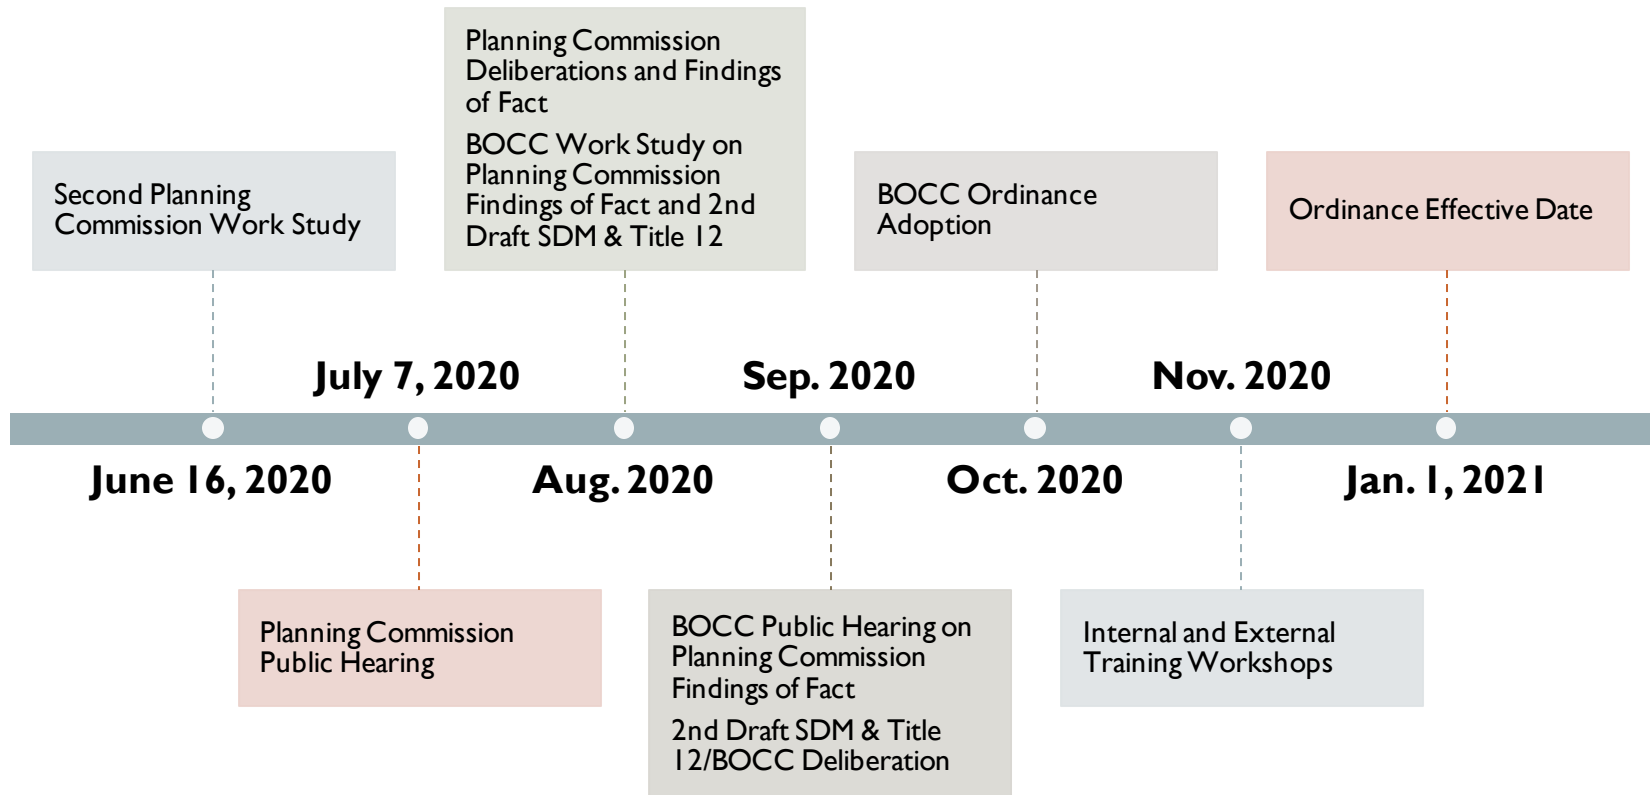 Planning Commission
Deliberations and Findings
of Fact
BOCC Work Study on
Planning Commission
Findings of Fact and 2nd
Draft SDM & Title 12
Second Planning
Commission Work Study
BOCC Ordinance
Adoption
Ordinance Effective Date
July 7, 2020
Sep. 2020
Nov. 2020
June 16, 2020
Aug. 2020
Oct. 2020
Jan. 1, 2021
Planning Commission
Public Hearing
BOCC Public Hearing on
Planning Commission
Findings of Fact
2nd Draft SDM & Title
12/BOCC Deliberation
Internal and External
Training Workshops